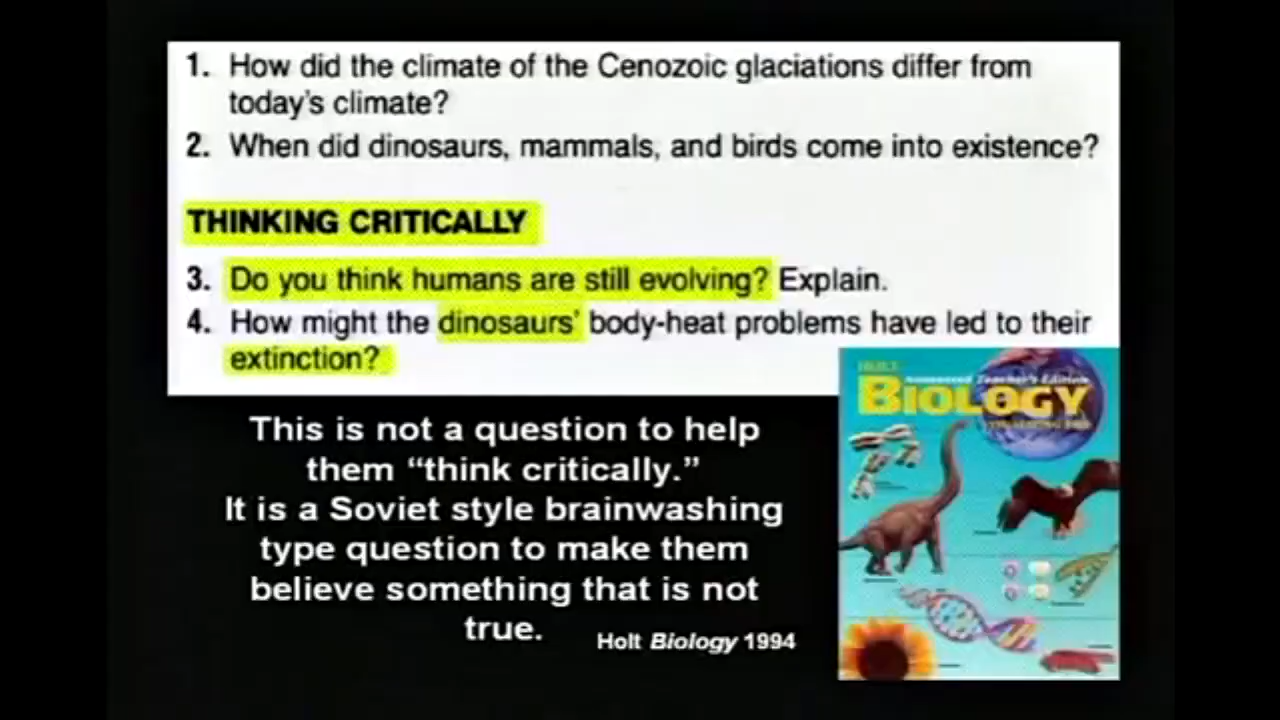 1. How did the climate of the Cenozoic glaciations differ from
today's climate?
2. When did dinosaurs, mammals, and birds come into existence?
THINKING CRITICALLY
3. Do you think humans are still evolving? Explain.
4. How might the dinosaurs' body-heat problems have led to their
extinction?
This is not a question to help
them “think critically.”
It is a Soviet style brainwashing
type question to make them
believe something that is not
true.
Holt Biology 1994
HOLT
Annotated Teacher's Edition
BIOLOGY